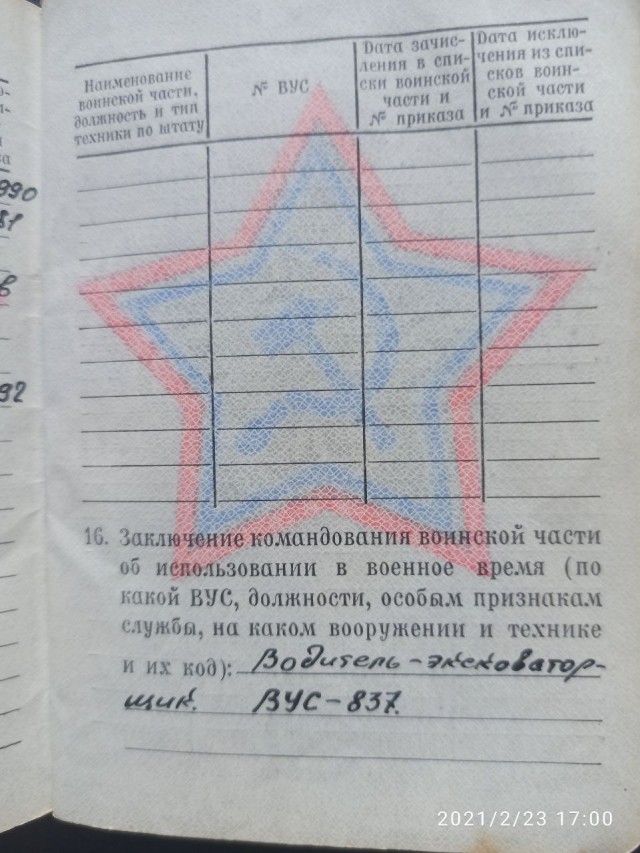 Наименование
воинской части,
должность и тип
техники по штату
№ ВУС
Дата зачис-
ления в спи-
ски воинской
части и
№ приказа
Дата исклю-
чения из спи-
сков воин-
ской части
и № приказа
990
92
16. Заключение командования воинской части
об использовании в военное время (по
какой ВУС, должности, особым признакам
службы, на каком вооружении и технике
и их код): Водитель-экскаватор-
щик. ВУС-837.
2021/2/23 17:00